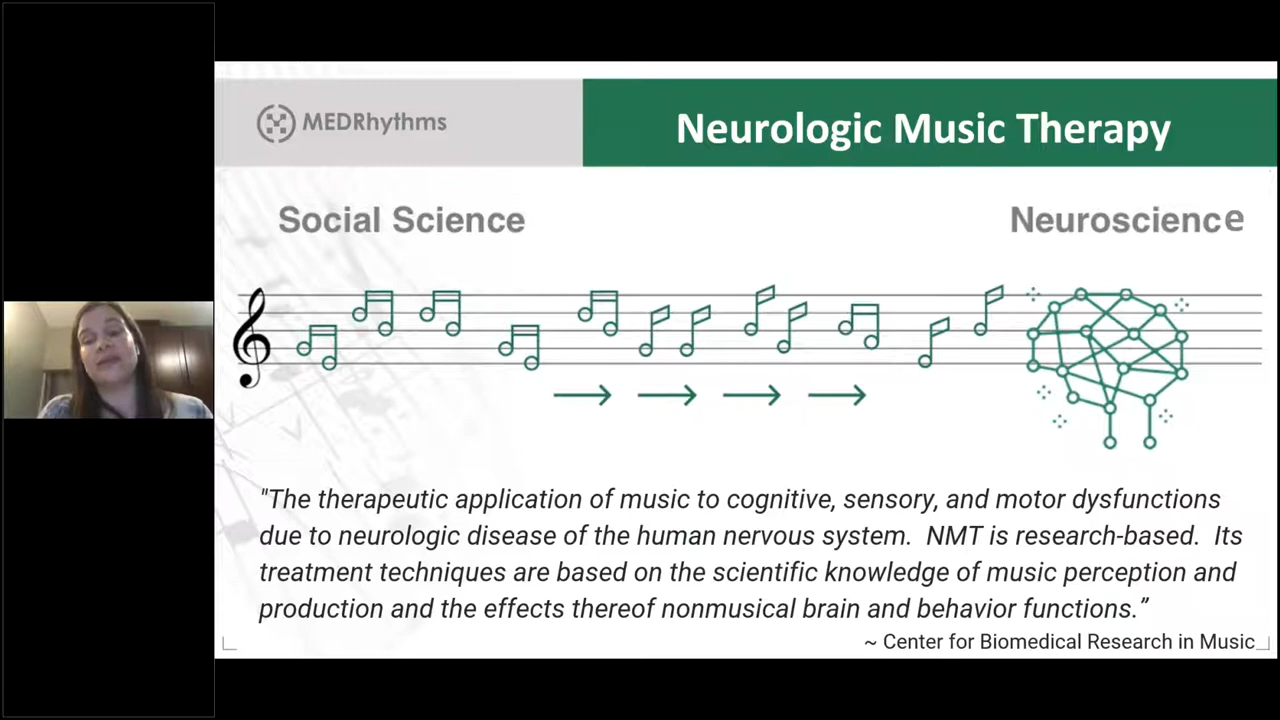 MEDRhythms
Neurologic Music Therapy
Social Science
Neuroscience
"The therapeutic application of music to cognitive, sensory, and motor dysfunctions
due to neurologic disease of the human nervous system.  NMT is research-based.  Its
treatment techniques are based on the scientific knowledge of music perception and
production and the effects thereof nonmusical brain and behavior functions.”
~ Center for Biomedical Research in Music